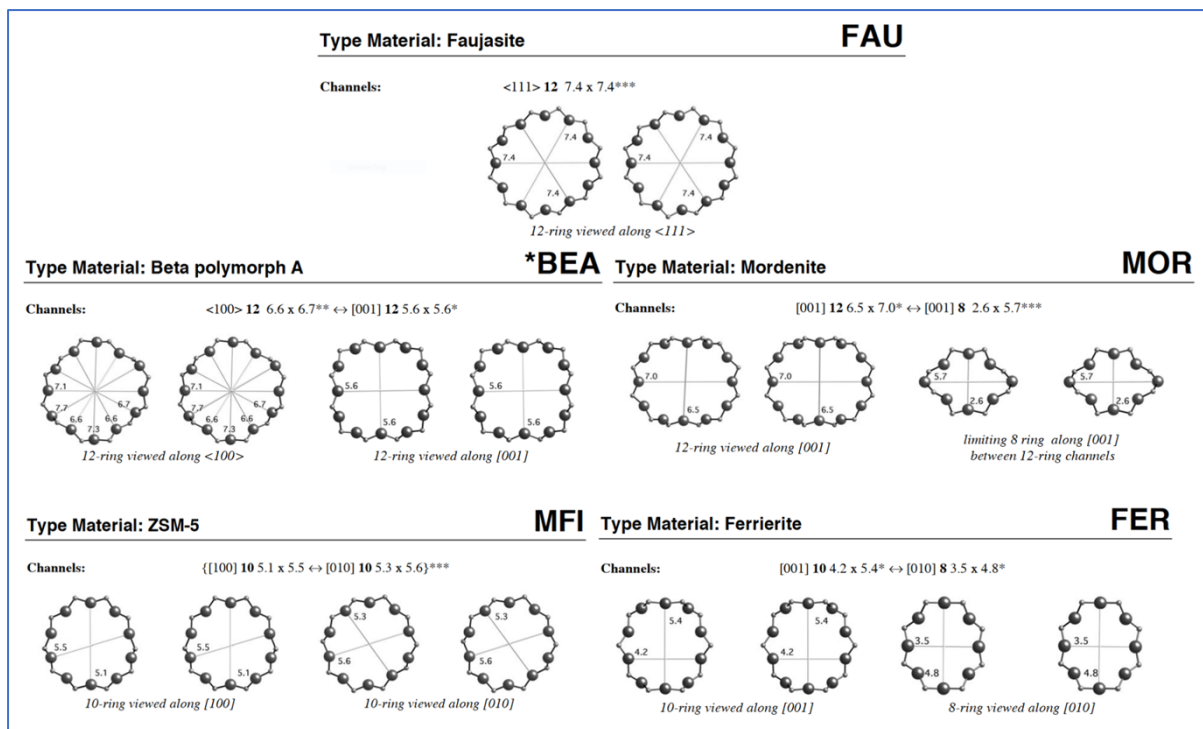 Type Material: Faujasite FAU
Channels: <111> 12 7.4 x 7.4***
7.4 7.4
7.4 7.4
7.4 7.4
12-ring viewed along <111>
Type Material: Beta polymorph A *BEA
Channels: <100> 12 6.6 x 6.7** ↔ [001] 12 5.6 x 5.6*
7.1 7.1 5.6 5.6
7.7 6.7 7.7 6.7
6.6 6.6 6.6 6.6 5.6 5.6
7.3 7.3
12-ring viewed along <100> 12-ring viewed along [001]
Type Material: Mordenite MOR
Channels: [001] 12 6.5 x 7.0* ↔ [001] 8 2.6 x 5.7***
7.0 7.0 5.7 5.7
6.5 6.5 2.6 2.6
12-ring viewed along [001]
limiting 8 ring along [001]
between 12-ring channels
Type Material: ZSM-5 MFI
Channels: {[100] 10 5.1 x 5.5 ↔ [010] 10 5.3 x 5.6}***
5.3 5.3
5.5 5.5 5.6 5.6
5.1 5.1
10-ring viewed along [100] 10-ring viewed along [010]
Type Material: Ferrierite FER
Channels: [001] 10 4.2 x 5.4* ↔ [010] 8 3.5 x 4.8*
5.4 5.4
4.2 4.2 3.5 3.5
4.8 4.8
10-ring viewed along [001] 8-ring viewed along [010]